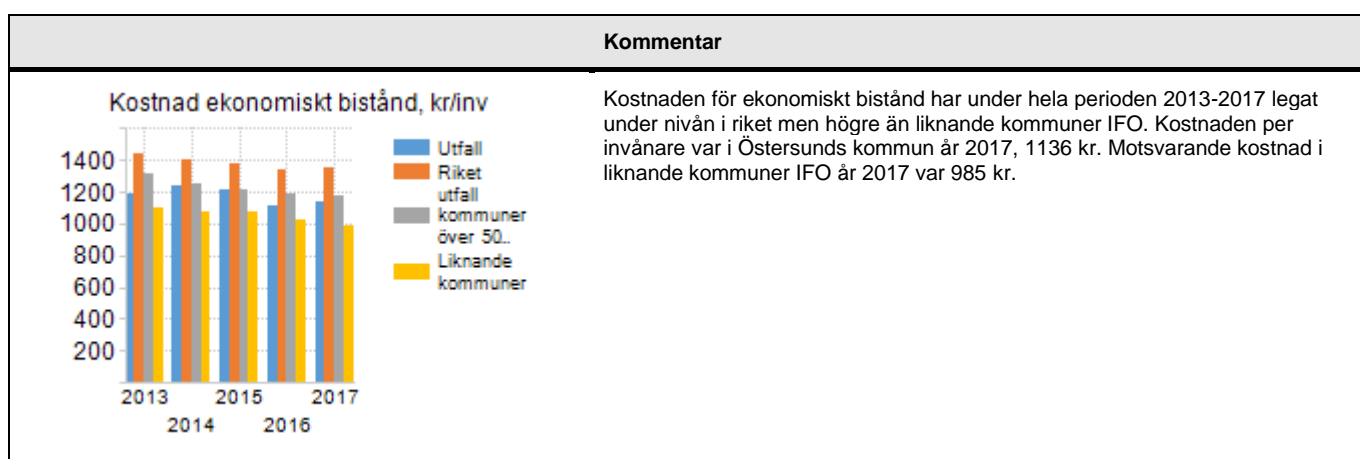 Kommentar
Kostnad ekonomiskt bistånd, kr/inv
1400
1200
1000
800
600
400
200
2013
2015
2017
2014
2016
Utfall
Riket
utfall
kommuner
över 50..
Liknande
kommuner
Kostnaden för ekonomiskt bistånd har under hela perioden 2013-2017 legat
under nivån i riket men högre än liknande kommuner IFO. Kostnaden per
invånare var i Östersunds kommun år 2017, 1136 kr. Motsvarande kostnad i
liknande kommuner IFO år 2017 var 985 kr.